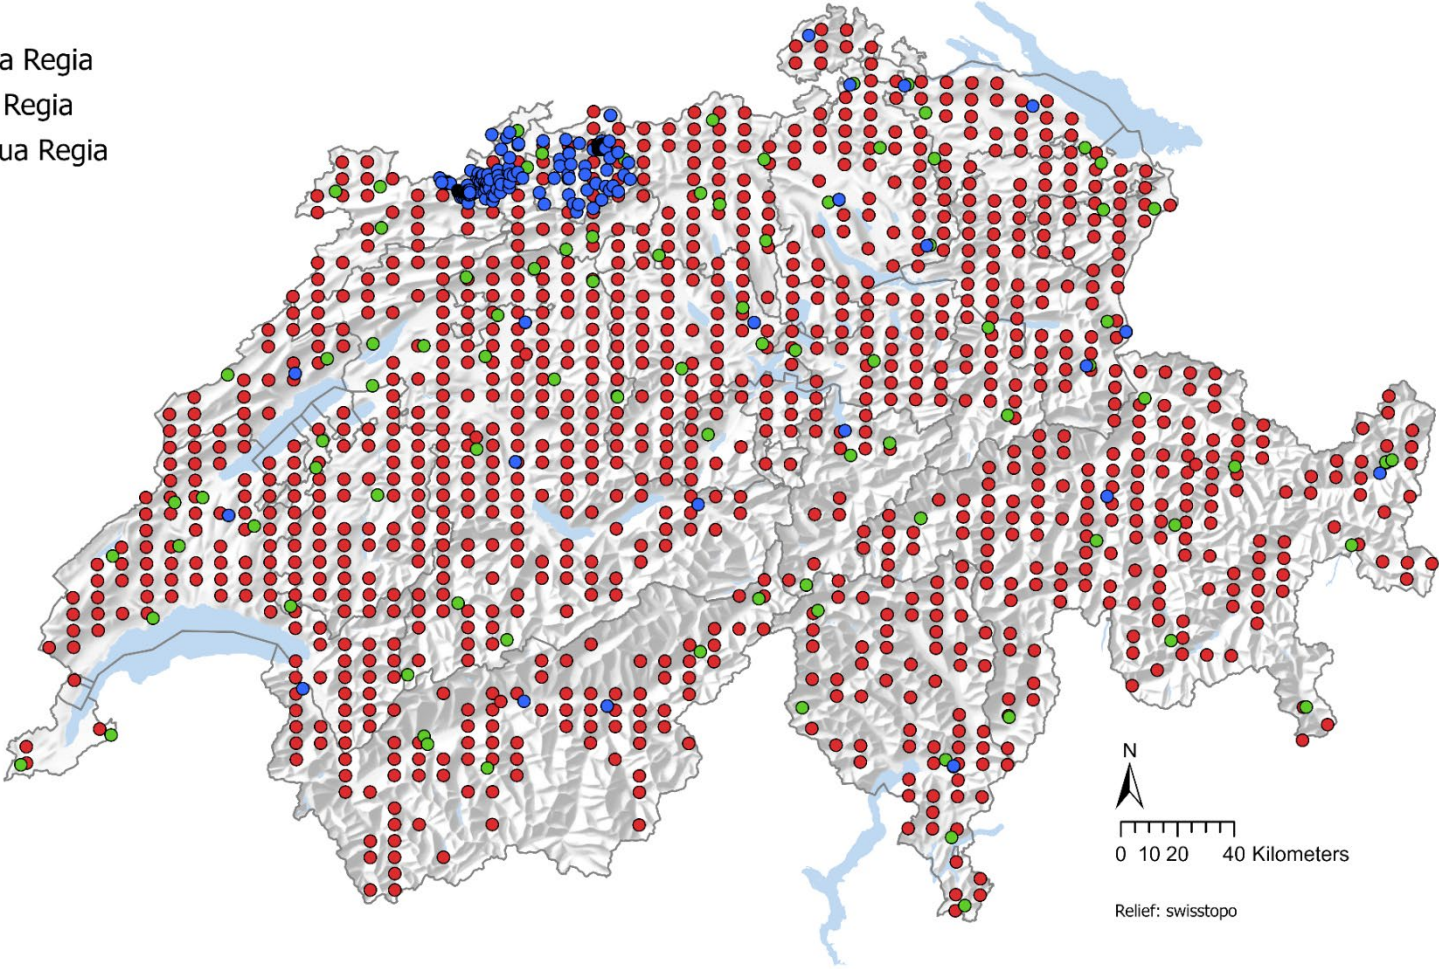 a Regia
Regia
ua Regia
N
0 10 20 40 Kilometers
Relief: swisstopo